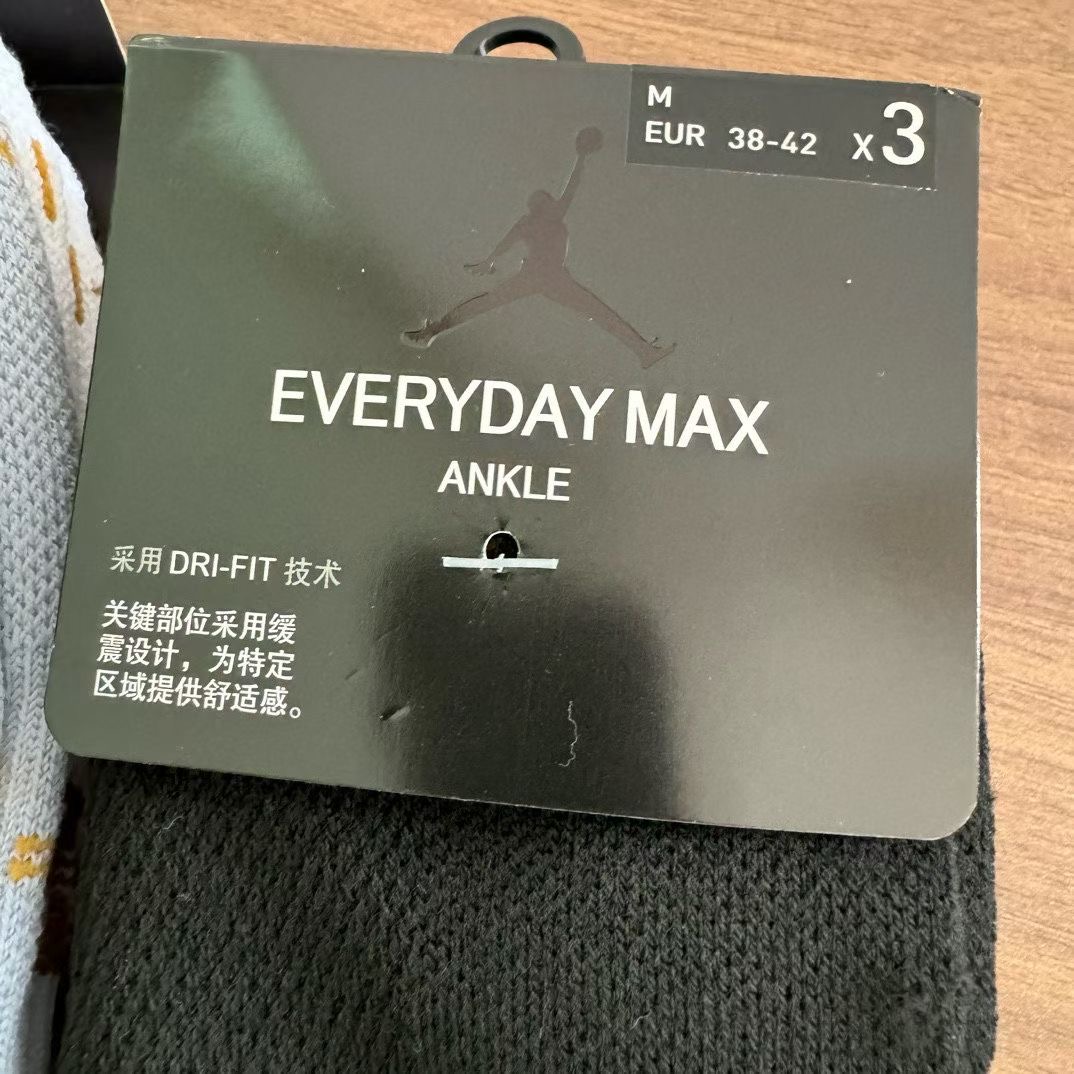 M
EUR 38-42 x3
EVERYDAY MAX
ANKLE
采用 DRI-FIT 技术
关键部位采用缓
震设计，为特定
区域提供舒适感。